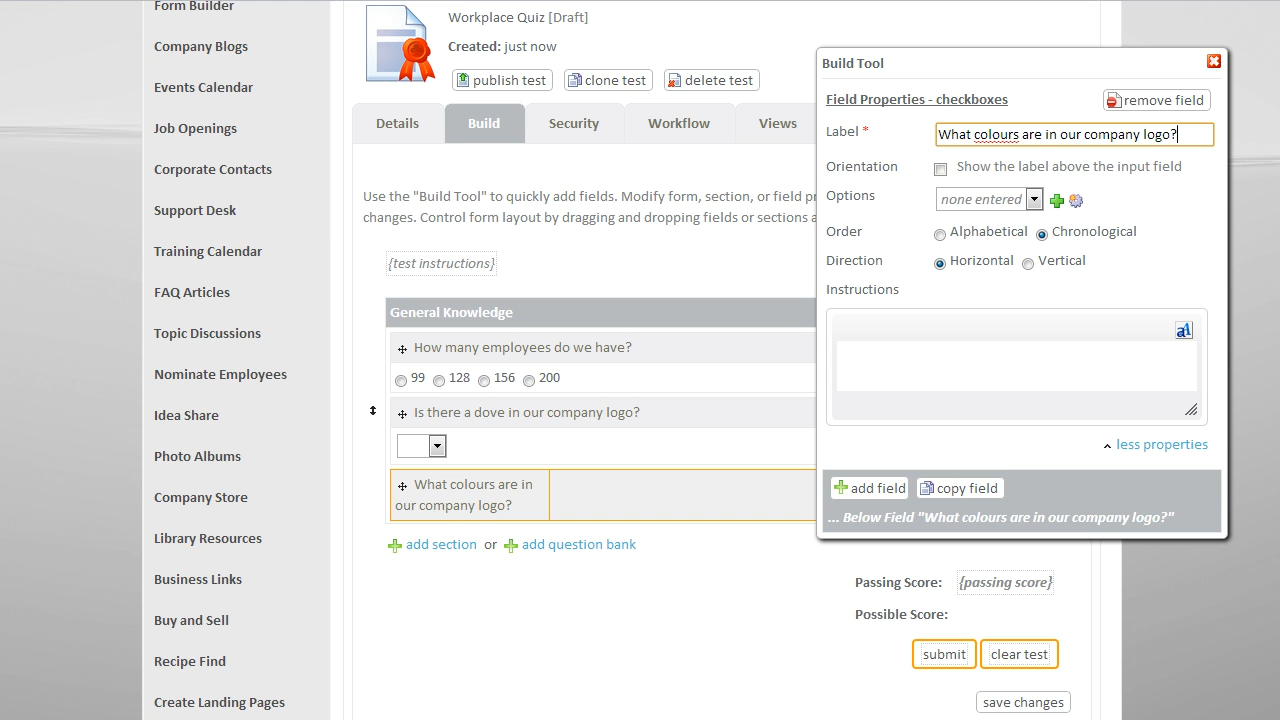 Form Builder
Company Blogs
Events Calendar
Job Openings
Corporate Contacts
Support Desk
Training Calendar
FAQ Articles
Topic Discussions
Nominate Employees
Idea Share
Photo Albums
Company Store
Library Resources
Business Links
Buy and Sell
Recipe Find
Create Landing Pages
Workplace Quiz [Draft]
Created: just now
publish test clone test delete test
Details Build Security Workflow Views
Use the "Build Tool" to quickly add fields. Modify form, section, or field
changes. Control form layout by dragging and dropping fields or sections
{test instructions}
General Knowledge
How many employees do we have?
99 128 156 200
Is there a dove in our company logo?
What colours are in
our company logo?
add section or add question bank
Passing Score: {passing score}
Possible Score:
submit clear test
save changes
Build Tool
Field Properties - checkboxes remove field
Label * What colours are in our company logo?
Orientation Show the label above the input field
Options none entered
Order Alphabetical Chronological
Direction Horizontal Vertical
Instructions
aA
less properties
add field copy field
... Below Field "What colours are in our company logo?"